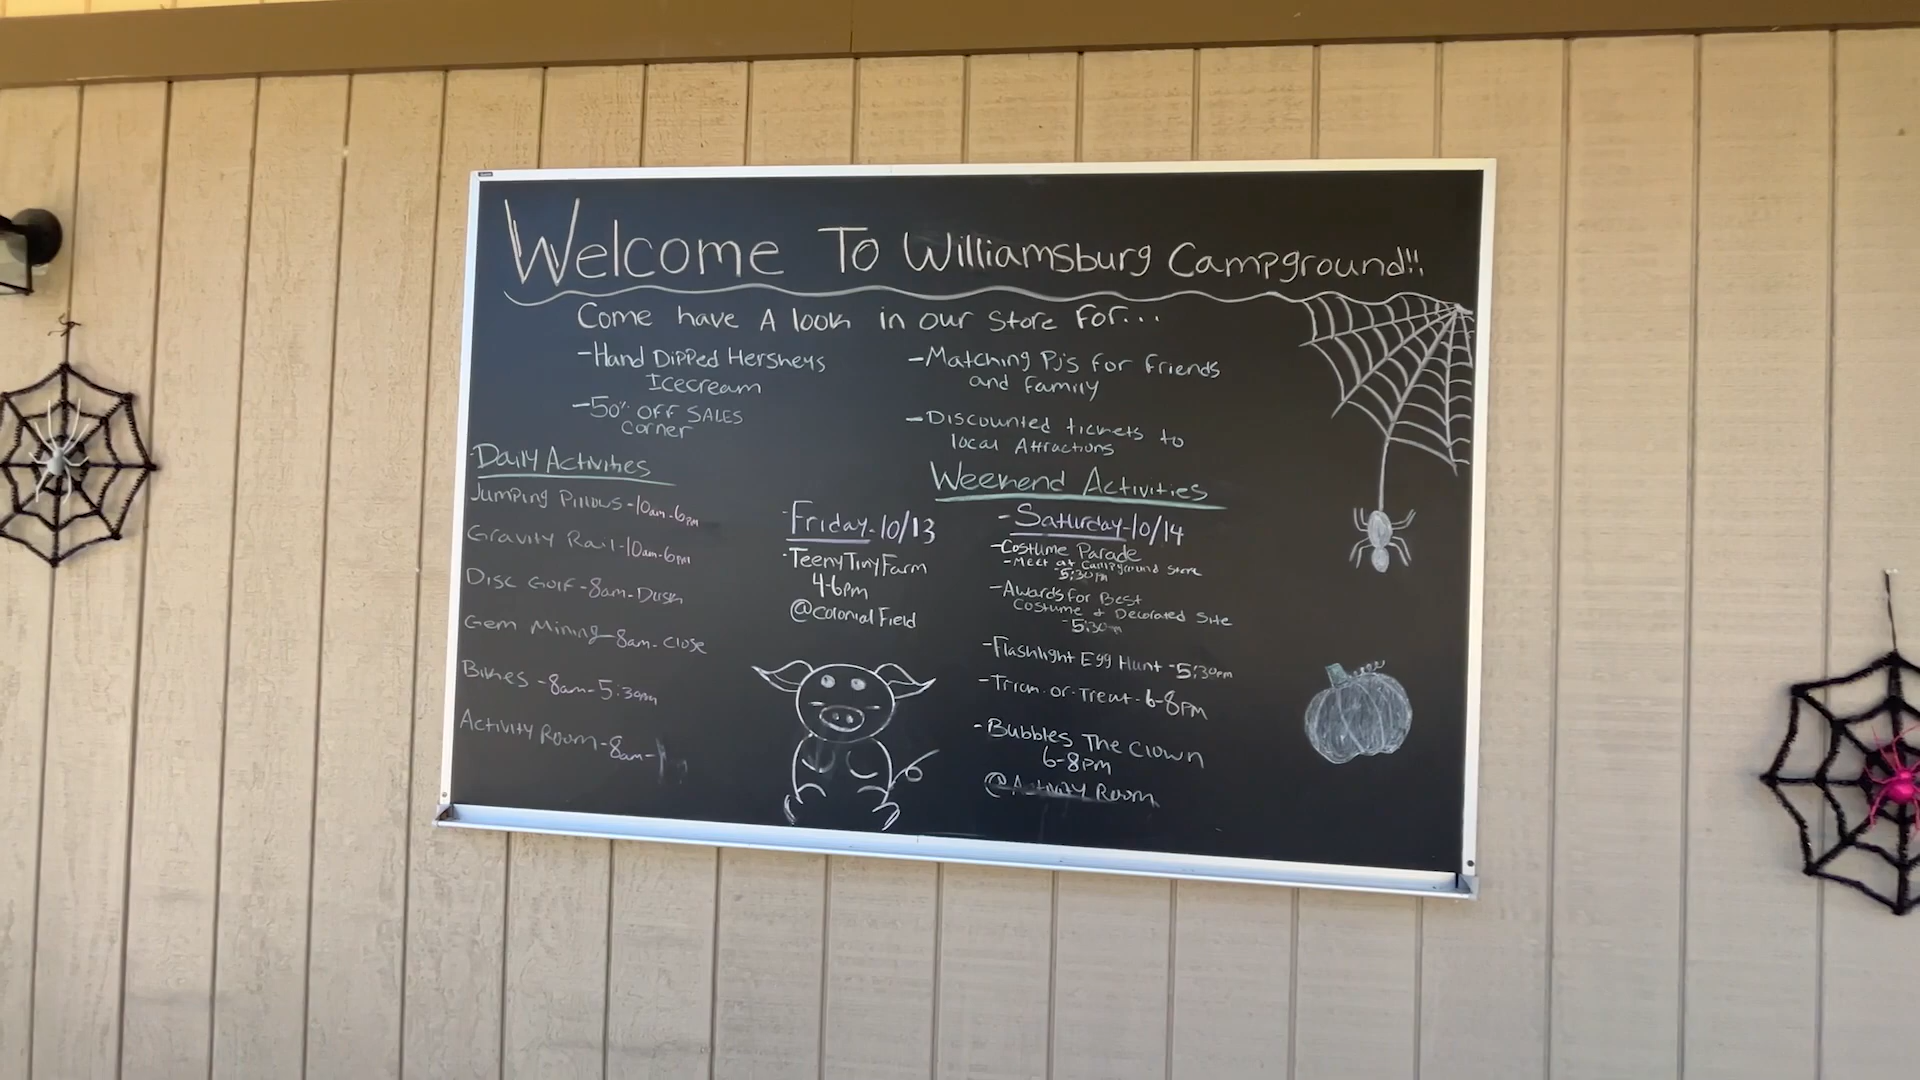 Welcome To Williamsburg Campground!!
Come have A look in our Store For...
-Hand Dipped Hersheys
Icecream
-50% OFF SALES
Corner
-Matching Pjs for Friends
and Family
-Discounted tickets to
local Attractions
Daily Activities
Jumping Pillows-10am-6pm
Gravity Rail-10am-6pm
Disc Golf-8am-Dusk
Gem Mining-8am-Close
Bikes-8am-5:30pm
Activity Room-8am-
Weekend Activities
-Friday-10/13
-TeenyTinyFarm
4-6pm
@Colonial Field
-Saturday-10/14
-Costume Parade
-Meet at Campground Store
-5:30pm
-Awards for Best
Costume + Decorated Site
-5:30pm
-Flashlight Egg Hunt-5:30pm
-Trick-or-Treat-6-8pm
-Bubbles The Clown
6-8pm
@Activity Room